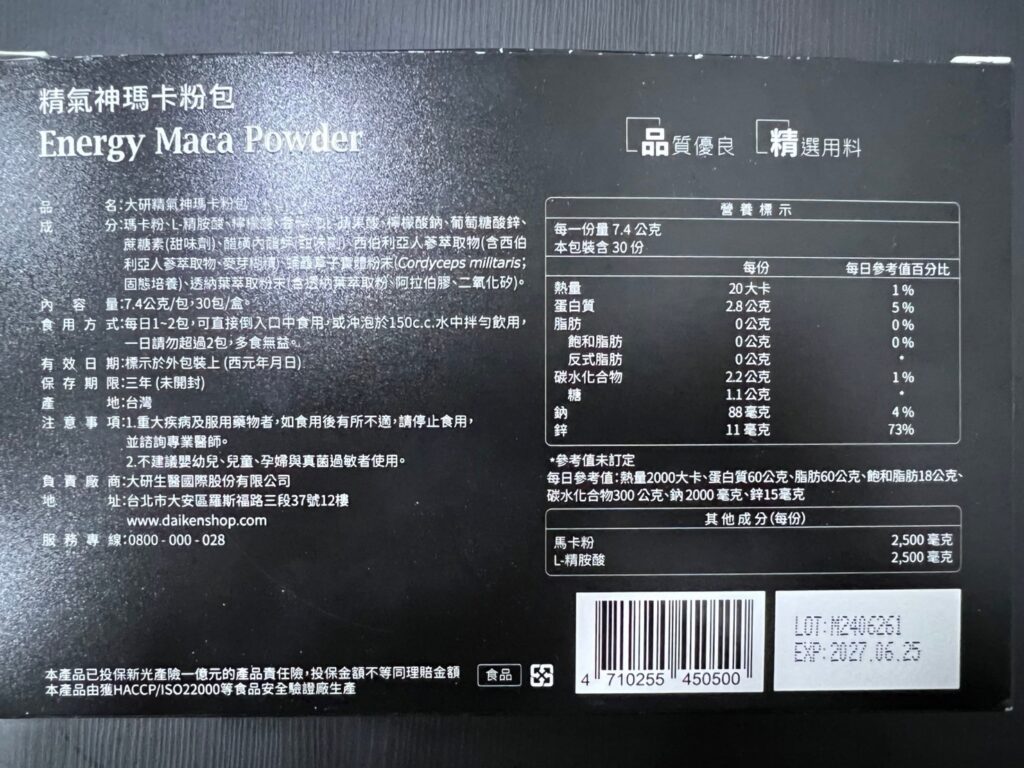 精氣神瑪卡粉包
Energy Maca Powder
品質優良 精選用料
品名:大研精氣神瑪卡粉包
成分:瑪卡粉、L-精胺酸、檸檬酸、香料、DL-蘋果酸、檸檬酸鈉、葡萄糖酸鋅、
蔗糖素(甜味劑)、醋磺內酯鉀(甜味劑)、西伯利亞人蔘萃取物(含西伯
利亞人蔘萃取物、麥芽糊精)、蛹蟲草子實體粉末(Cordyceps militaris;
固態培養)、透納葉萃取粉末(含透納葉萃取粉、阿拉伯膠、二氧化矽)。
內容量:7.4公克/包,30包/盒。
食用方式:每日1~2包,可直接倒入口中食用,或沖泡於150c.c.水中拌勻飲用,
一日請勿超過2包,多食無益。
有效日期:標示於外包裝上 (西元年月日)
保存期限:三年 (未開封)
產地:台灣
注意事項:1.重大疾病及服用藥物者,如食用後有所不適,請停止食用,
並諮詢專業醫師。
2.不建議嬰幼兒、兒童、孕婦與真菌過敏者使用。
負責廠商:大研生醫國際股份有限公司
地址:台北市大安區羅斯福路三段37號12樓
www.daikenshop.com
服務專線:0800 - 000 - 028
本產品已投保新光產險一億元的產品責任險,投保金額不等同理賠金額
本產品由獲HACCP/ISO22000等食品安全驗證廠生產
食品
營養標示
每一份量 7.4 公克
本包裝含 30 份
每份 每日參考值百分比
熱量 20 大卡 1 %
蛋白質 2.8 公克 5 %
脂肪 0 公克 0 %
飽和脂肪 0 公克 0 %
反式脂肪 0 公克 *
碳水化合物 2.2 公克 1 %
糖 1.1 公克 *
鈉 88 毫克 4 %
鋅 11 毫克 73%
*參考值未訂定
每日參考值:熱量2000大卡、蛋白質60公克、脂肪60公克、飽和脂肪18公克、
碳水化合物300 公克、鈉 2000 毫克、鋅15毫克
其他成分(每份)
馬卡粉 2,500 毫克
L-精胺酸 2,500 毫克
4 710255 450500
LOT:M2406261
EXP:2027.06.25